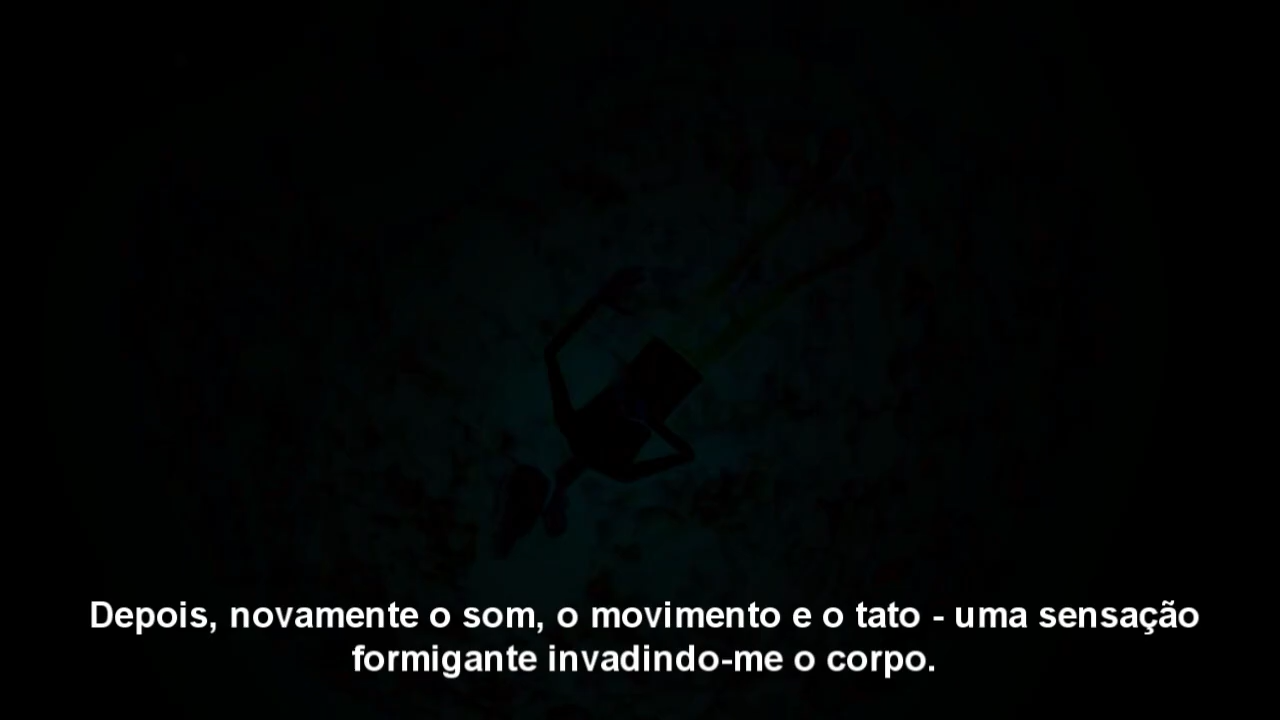 Depois, novamente o som, o movimento e o tato - uma sensação
formigante invadindo-me o corpo.